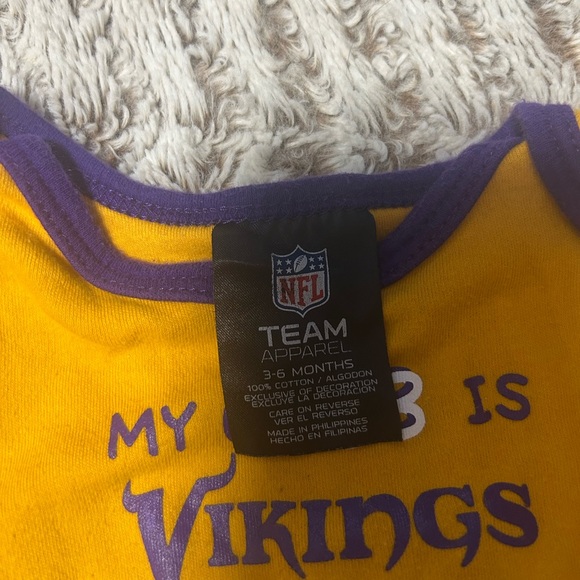 NFL
TEAM
APPAREL
3-6 MONTHS
100% COTTON / ALGODON
EXCLUSIVE OF DECORATION
EXCLUYE LA DECORACION
CARE ON REVERSE
VER EL REVERSO
MADE IN PHILIPPINES
HECHO EN FILIPINAS
MY IS
VIKINGS